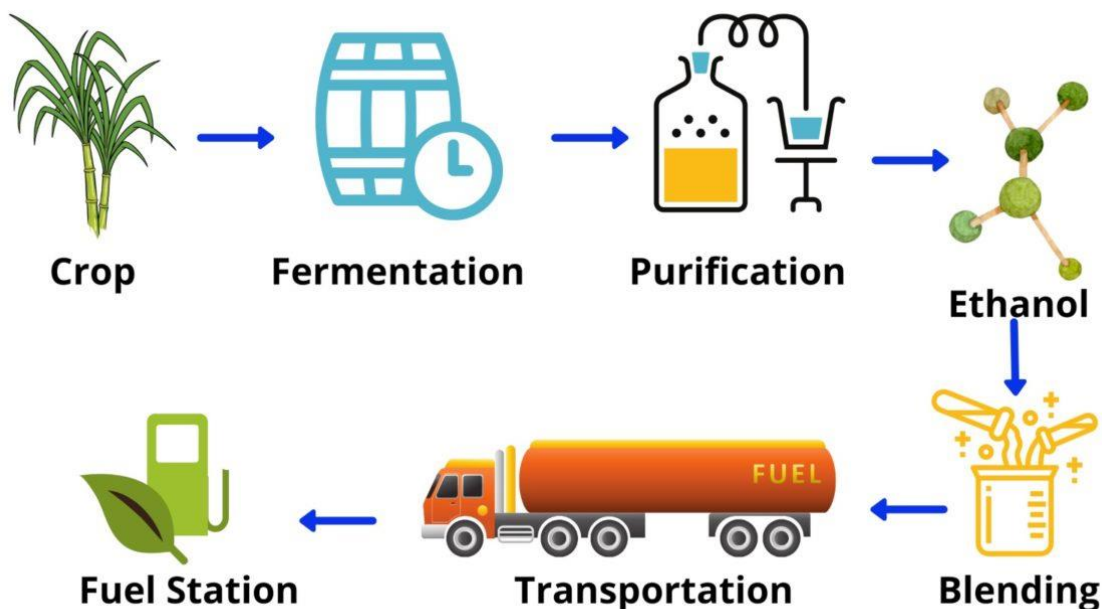 Crop
Fermentation
Purification
Ethanol
FUEL
Fuel Station
Transportation
Blending